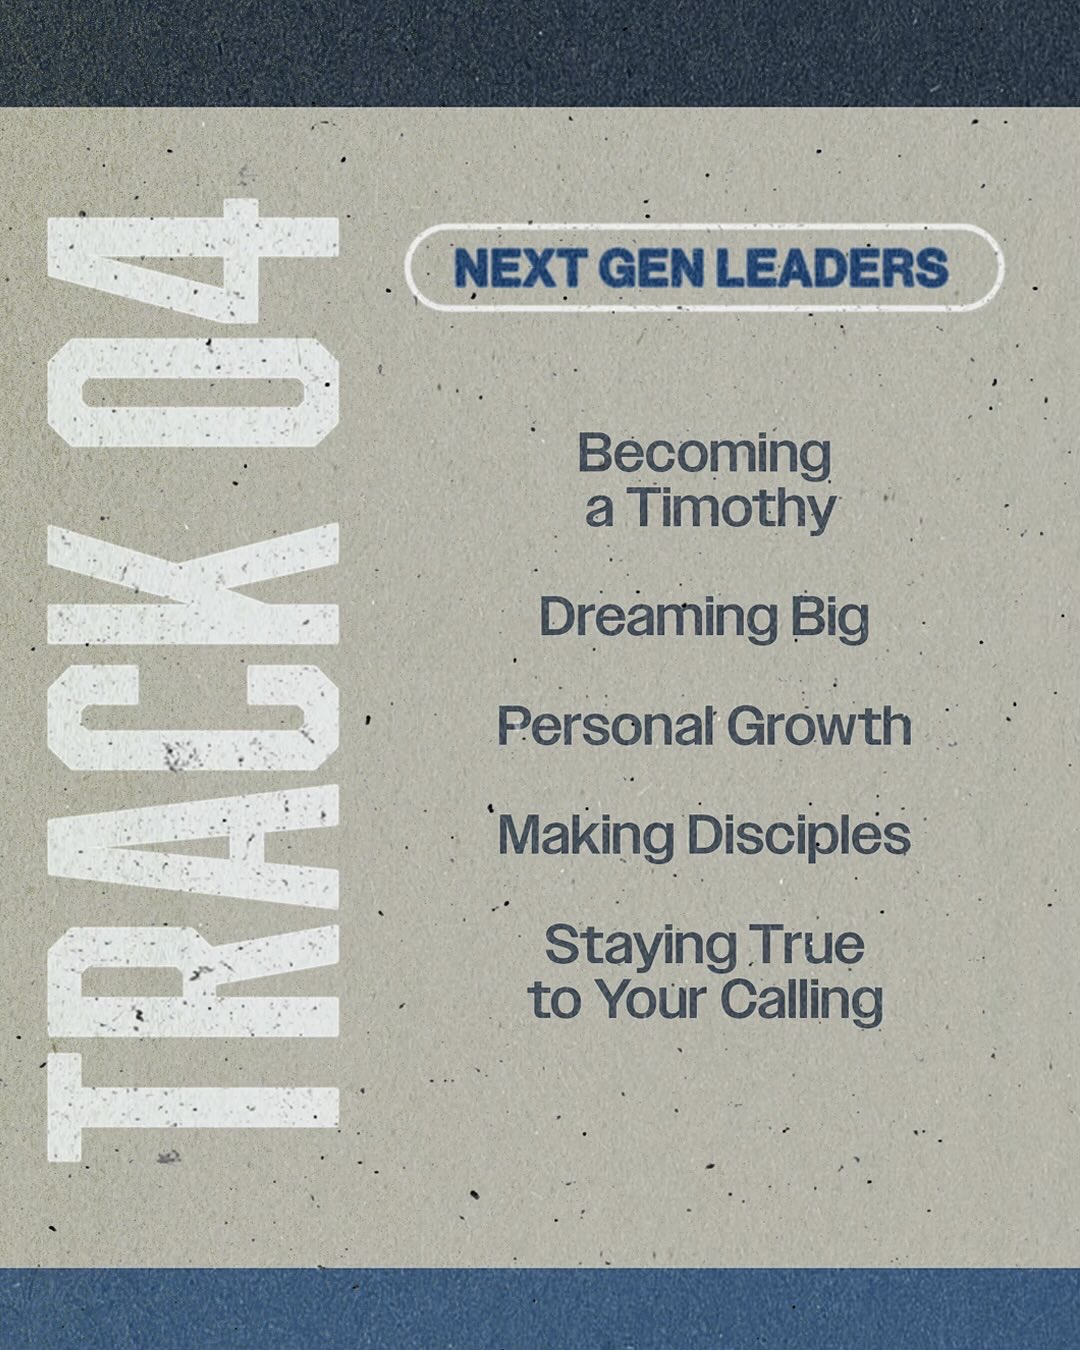 TRACK 04
NEXT GEN LEADERS
Becoming
a Timothy
Dreaming Big
Personal Growth
Making Disciples
Staying True
to Your Calling